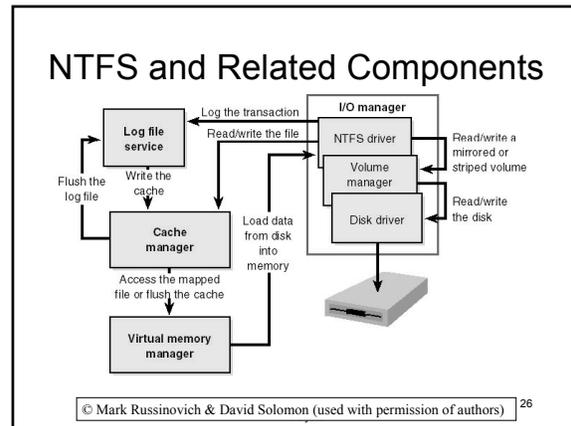 NTFS and Related Components
I/O manager
Log the transaction
Log file
service
Read/write the file
NTFS driver
Read/write a
mirrored or
striped volume
Volume
manager
Flush the
log file
Write the
cache
Read/write
the disk
Disk driver
Load data
from disk
into
memory
Cache
manager
Access the mapped
file or flush the cache
Virtual memory
manager
© Mark Russinovich & David Solomon (used with permission of authors)
26